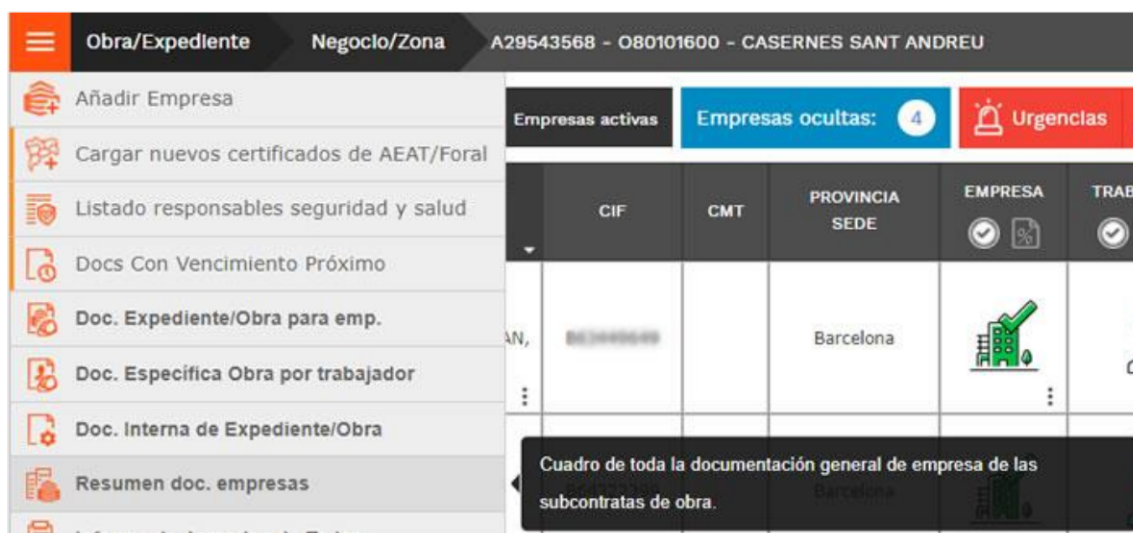 Obra/Expediente
Negocio/Zona
A29543568 - O80101600 - CASERNES SANT ANDREU
Añadir Empresa
Cargar nuevos certificados de AEAT/Foral
Listado responsables seguridad y salud
Docs Con Vencimiento Próximo
Doc. Expediente/Obra para emp.
Doc. Específica Obra por trabajador
Doc. Interna de Expediente/Obra
Resumen doc. empresas
Empresas activas
Empresas ocultas: 4
Urgencias
CIF
CMT
PROVINCIA
SEDE
EMPRESA
TRAB
AN,
Barcelona
Cuadro de toda la documentación general de empresa de las
subcontratas de obra.